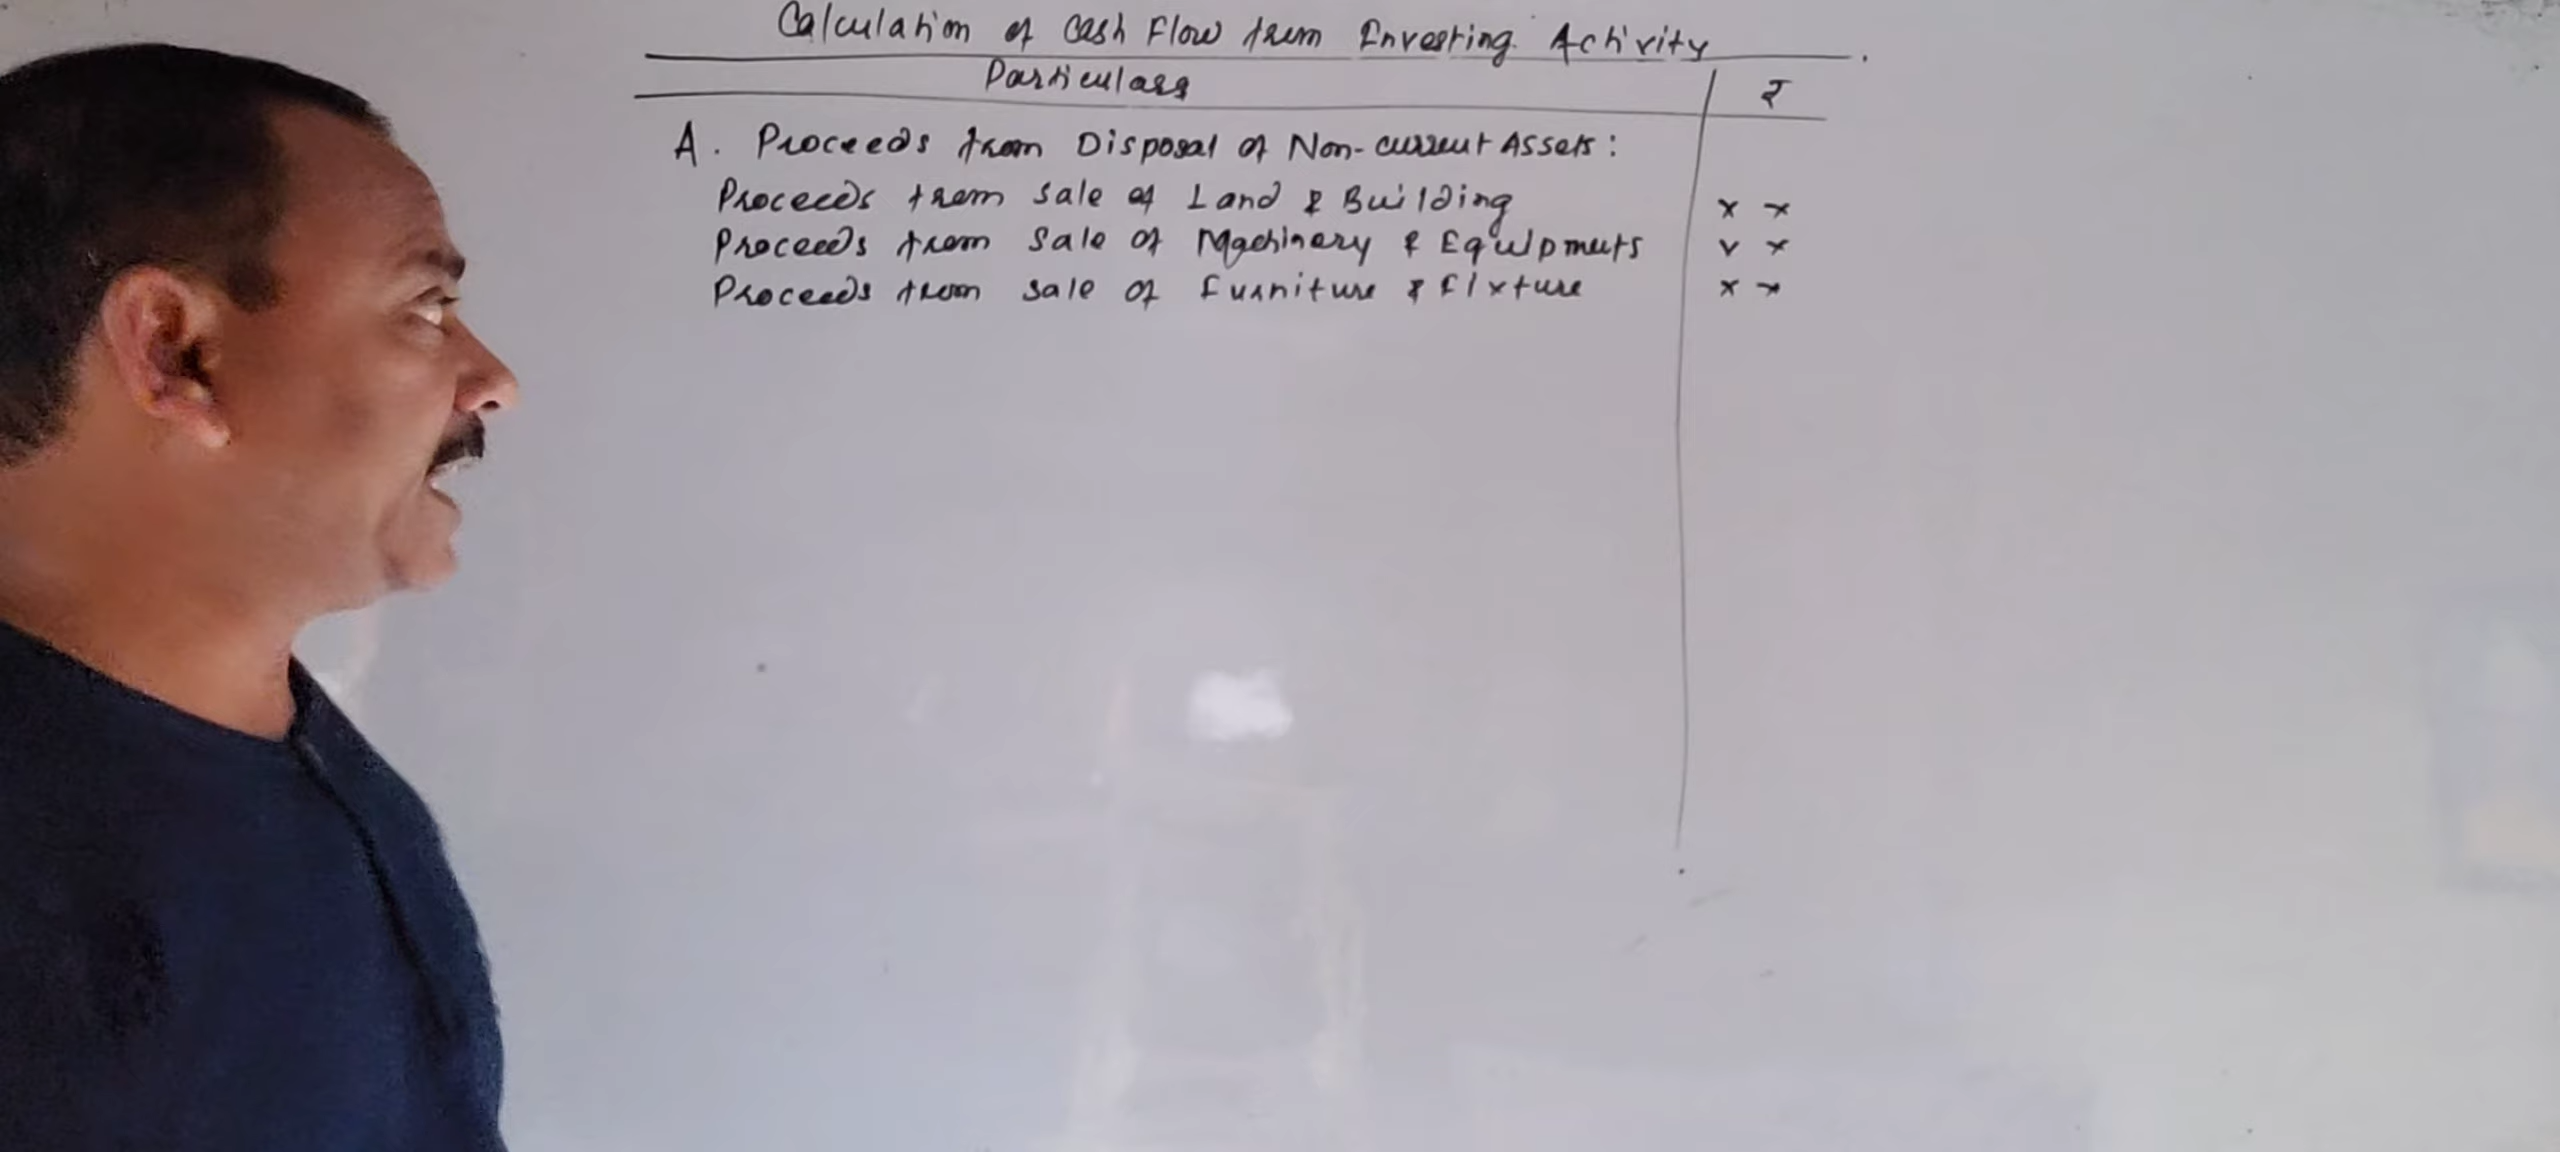 Calculation of Cash Flow from Investing Activity
Particulars ₹
A. Proceeds from Disposal of Non-current Assets:
Proceeds from sale of Land & Building x x
Proceeds from sale of Machinery & Equipments x x
Proceeds from sale of Furniture & Fixture x x